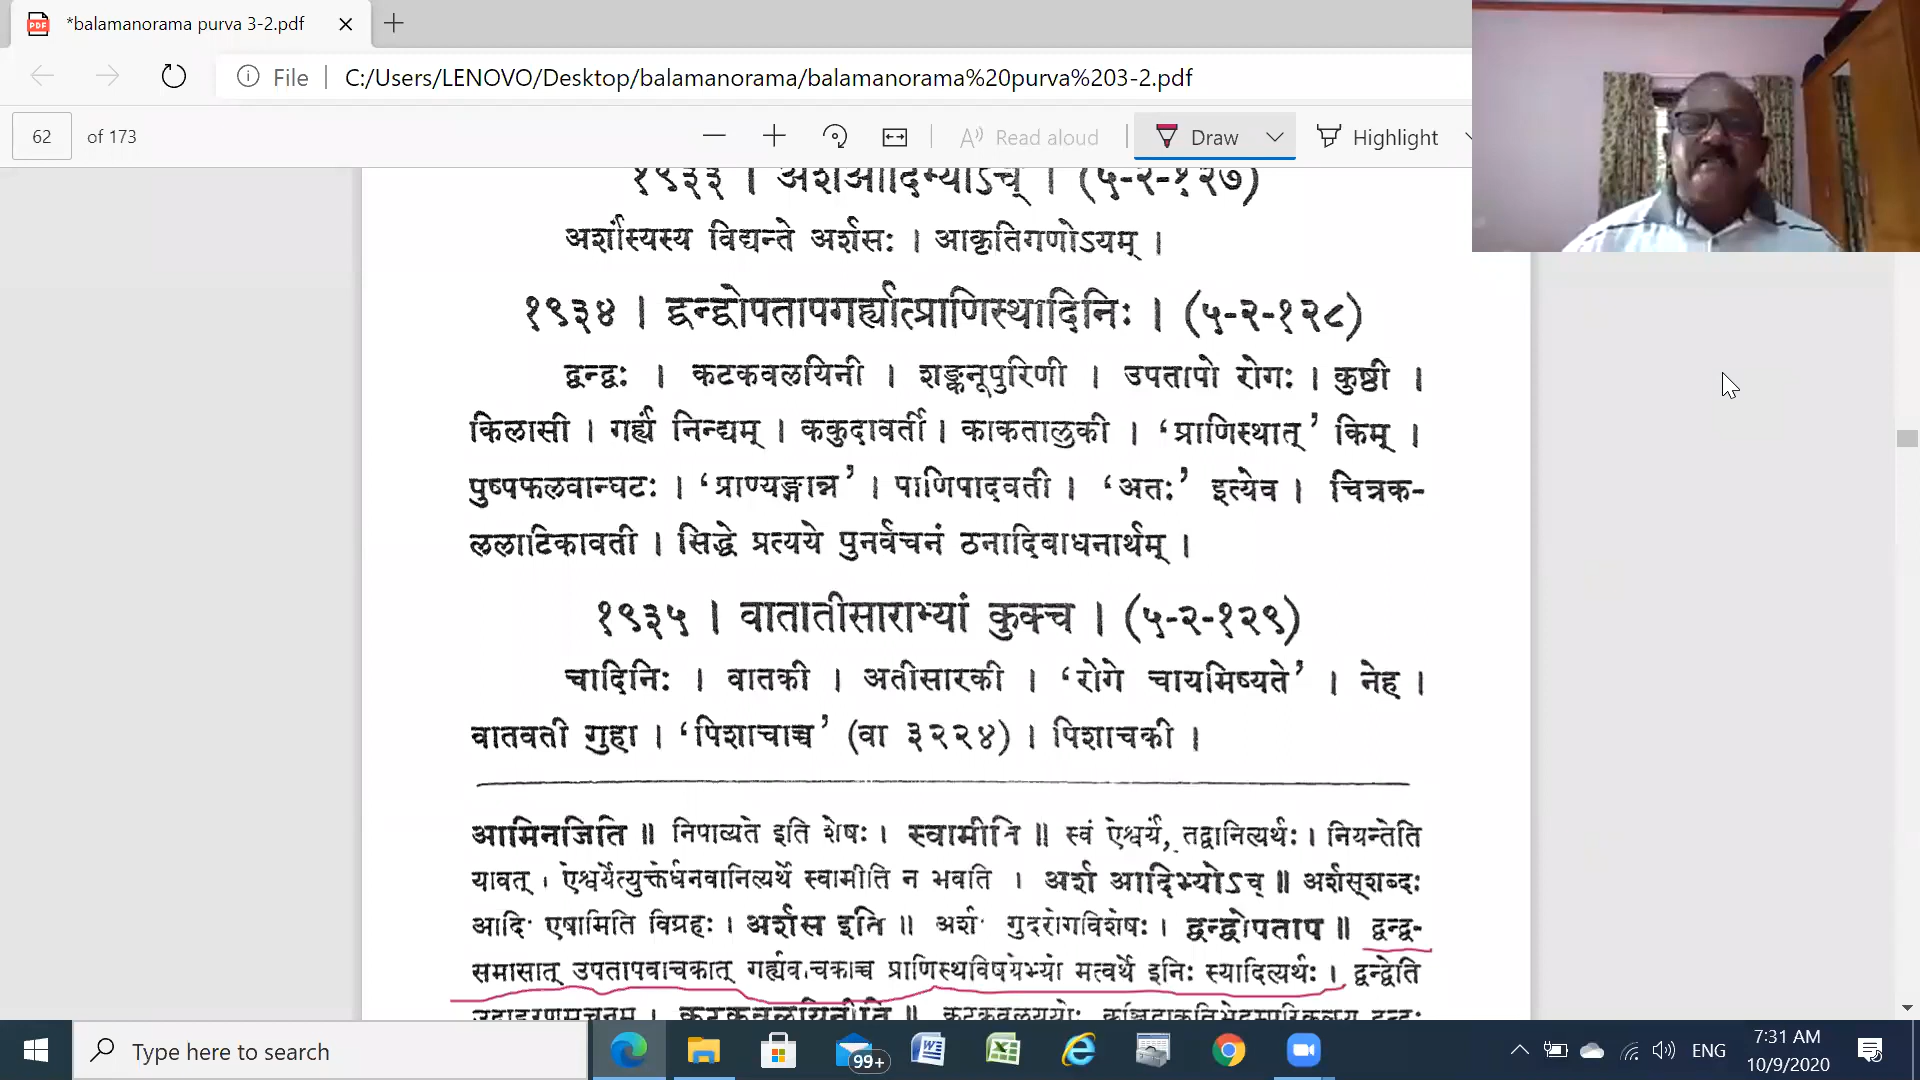 *balamanorama purva 3-2.pdf
File | C:/Users/LENOVO/Desktop/balamanorama/balamanorama%20purva%203-2.pdf
62 of 173 Read aloud Draw Highlight
१९३३ । अर्शआदिभ्योऽच् । (५-२-१२७)
अर्शांस्यस्य विद्यन्ते अर्शसः । आकृतिगणोऽयम् ।
१९३४ । द्वन्द्वोपतापगर्ह्यात्प्राणिस्थादिनिः । (५-२-१२८)
द्वन्द्वः । कटकवलयिनी । शङ्खनूपुरिणी । उपतापो रोगः । कुष्ठी ।
किलासी । गर्ह्यं निन्द्यम् । ककुदावर्ती । काकतालुकी । ‘प्राणिस्थात्’ किम् ।
पुष्पफलवान्घटः । ‘प्राण्यङ्गान्न’ । पाणिपादवती । ‘अतः’ इत्येव । चित्रक-
ललाटिकावती । सिद्धे प्रत्यये पुनर्वचनं ठनादिबाधनार्थम् ।
१९३५ । वातातीसाराभ्यां कुक्च । (५-२-१२९)
चादिनिः । वातकी । अतीसारकी । ‘रोगे चायमिष्यते’ । नेह ।
वातवती गुहा । ‘पिशाचाच्च’ (वा ३२२४) । पिशाचकी ।
आमिनजिति ॥ निपात्यते इति शेषः । स्वामीति ॥ स्वं ऐश्वर्यं, तद्वानित्यर्थः । नियन्तेति
यावत् । ऐश्वर्येत्युक्तेर्धनवानित्यर्थे स्वामीति न भवति । अर्श आदिभ्योऽच् ॥ अर्शस्शब्दः
आदिः एषामिति विग्रहः । अर्शस इति ॥ अर्शः गुदरोगविशेषः । द्वन्द्वोपताप ॥ द्वन्द्व-
समासात् उपतापवाचकात् गर्ह्यवाचकाच्च प्राणिस्थविषयेभ्यो मत्वर्थे इनिः स्यादित्यर्थः । द्वन्द्वेति
उदाहरणसूचनम् । कटकवलयिनीति ॥
Type here to search
99+
ENG
7:31 AM
10/9/2020